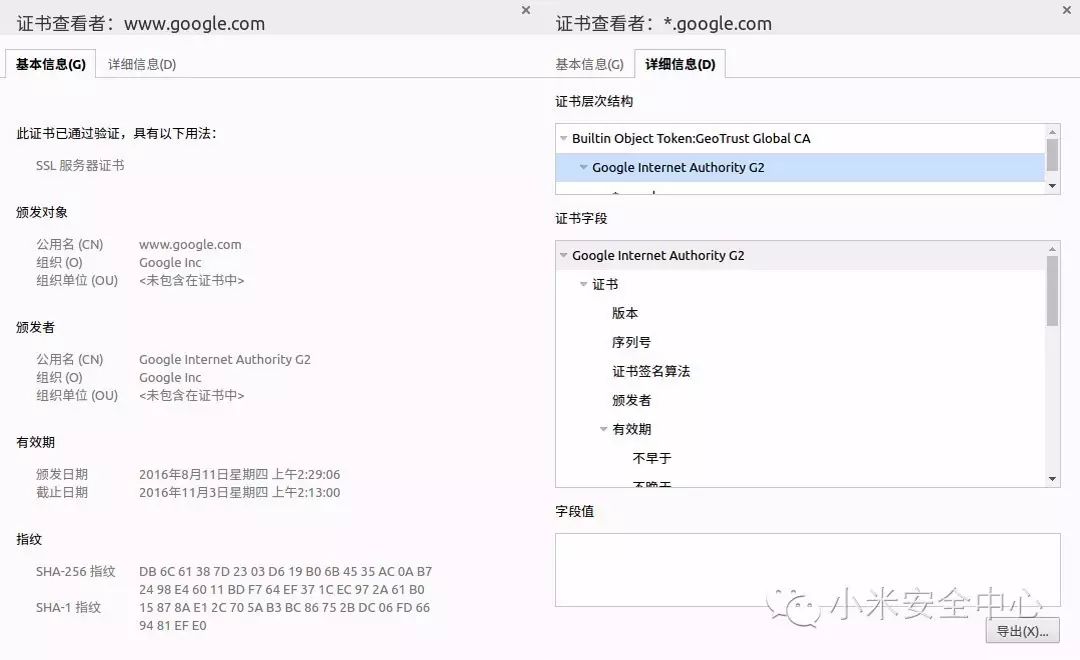 证书查看者：www.google.com
基本信息(G) 详细信息(D)
此证书已通过验证，具有以下用法：
SSL 服务器证书
颁发对象
公用名 (CN) www.google.com
组织 (O) Google Inc
组织单位 (OU) <未包含在证书中>
颁发者
公用名 (CN) Google Internet Authority G2
组织 (O) Google Inc
组织单位 (OU) <未包含在证书中>
有效期
颁发日期 2016年8月11日星期四 上午2:29:06
截止日期 2016年11月3日星期四 上午2:13:00
指纹
SHA-256 指纹 DB 6C 61 38 7D 23 03 D6 19 B0 6B 45 35 AC 0A B7
24 98 E4 60 11 BD F7 64 EF 37 1C EC 97 2A 61 B0
SHA-1 指纹 15 87 8A E1 2C 70 5A B3 BC 86 75 2B DC 06 FD 66
94 81 EF E0
证书查看者：*.google.com
基本信息(G) 详细信息(D)
证书层次结构
Builtin Object Token:GeoTrust Global CA
Google Internet Authority G2
证书字段
Google Internet Authority G2
证书
版本
序列号
证书签名算法
颁发者
有效期
不早于
不晚于
字段值
小米安全中心
导出(X)...